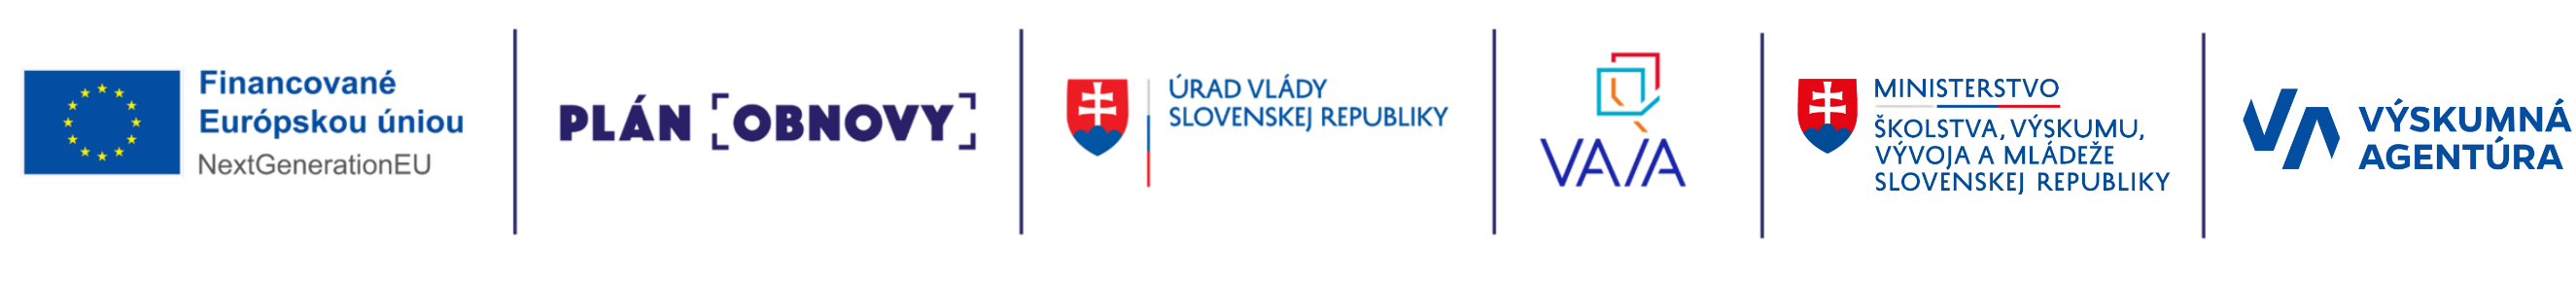 Financované
Európskou úniou
NextGenerationEU
PLÁN [OBNOVY]
ÚRAD VLÁDY
SLOVENSKEJ REPUBLIKY
VAIA
MINISTERSTVO
ŠKOLSTVA, VÝSKUMU,
VÝVOJA A MLÁDEŽE
SLOVENSKEJ REPUBLIKY
VA
VÝSKUMNÁ
AGENTÚRA